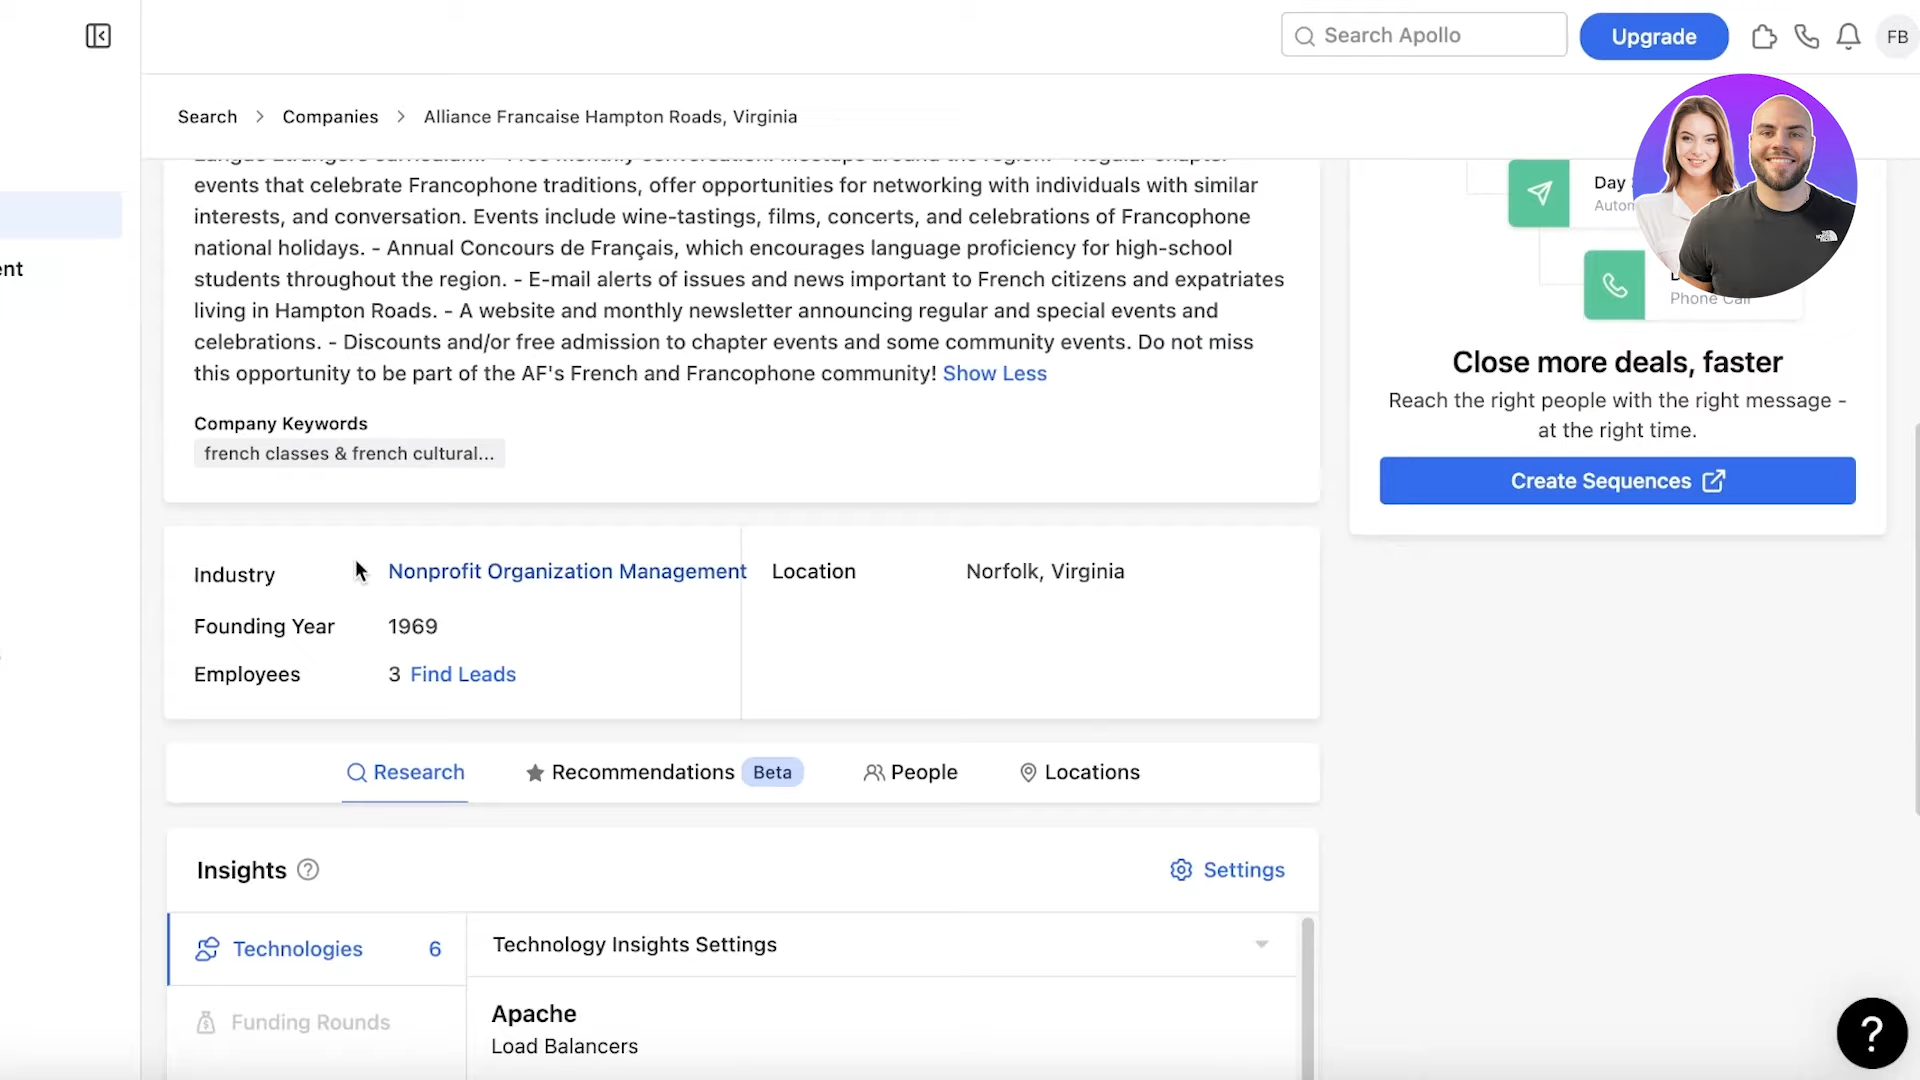 Search Apollo
Upgrade
FB
Search > Companies > Alliance Francaise Hampton Roads, Virginia
events that celebrate Francophone traditions, offer opportunities for networking with individuals with similar
interests, and conversation. Events include wine-tastings, films, concerts, and celebrations of Francophone
national holidays. - Annual Concours de Français, which encourages language proficiency for high-school
students throughout the region. - E-mail alerts of issues and news important to French citizens and expatriates
living in Hampton Roads. - A website and monthly newsletter announcing regular and special events and
celebrations. - Discounts and/or free admission to chapter events and some community events. Do not miss
this opportunity to be part of the AF's French and Francophone community! Show Less
Company Keywords
french classes & french cultural...
ent
Day
Autom
Phone Call
Close more deals, faster
Reach the right people with the right message -
at the right time.
Create Sequences
Industry Nonprofit Organization Management
Founding Year 1969
Employees 3 Find Leads
Location Norfolk, Virginia
Research Recommendations Beta People Locations
Insights ?
Settings
Technologies 6
Funding Rounds
Technology Insights Settings
Apache
Load Balancers
?